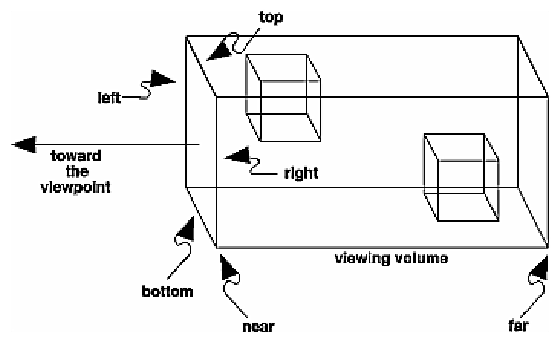 top
left
toward
the
viewpoint
right
viewing volume
bottom
near
far